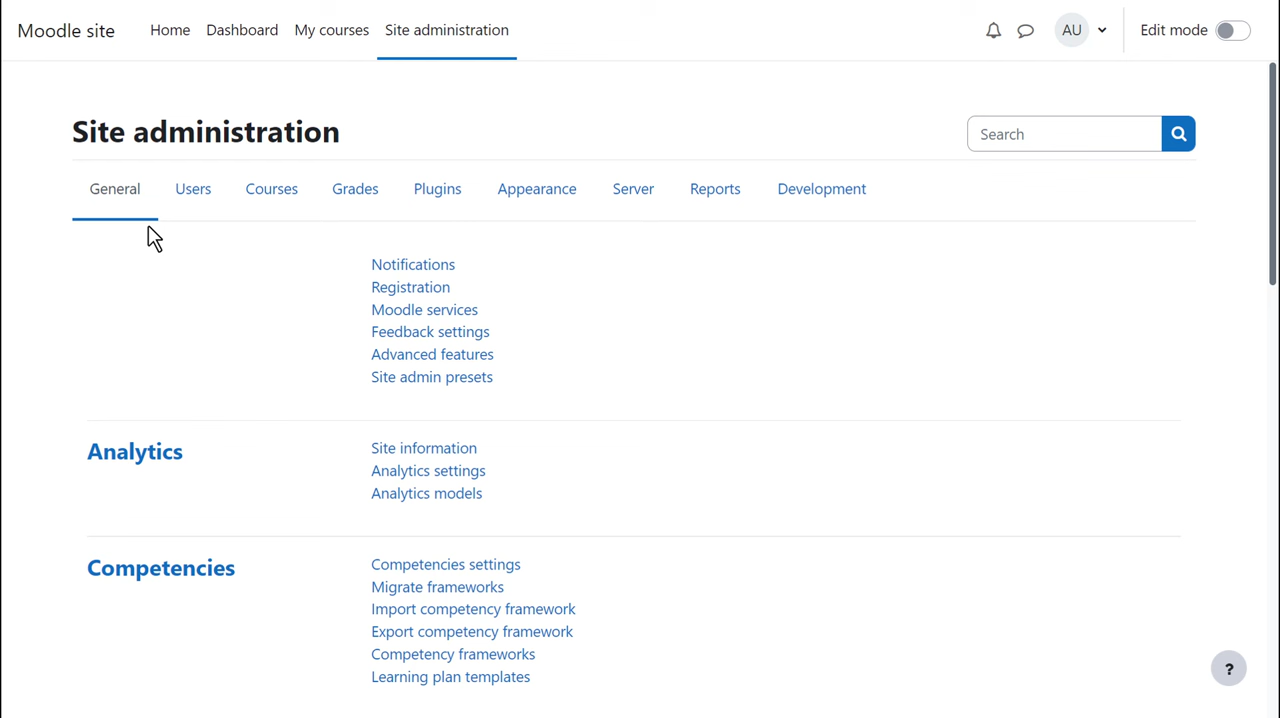 Moodle site Home Dashboard My courses Site administration AU Edit mode
Site administration
Search
General Users Courses Grades Plugins Appearance Server Reports Development
Notifications
Registration
Moodle services
Feedback settings
Advanced features
Site admin presets
Analytics
Site information
Analytics settings
Analytics models
Competencies
Competencies settings
Migrate frameworks
Import competency framework
Export competency framework
Competency frameworks
Learning plan templates
?